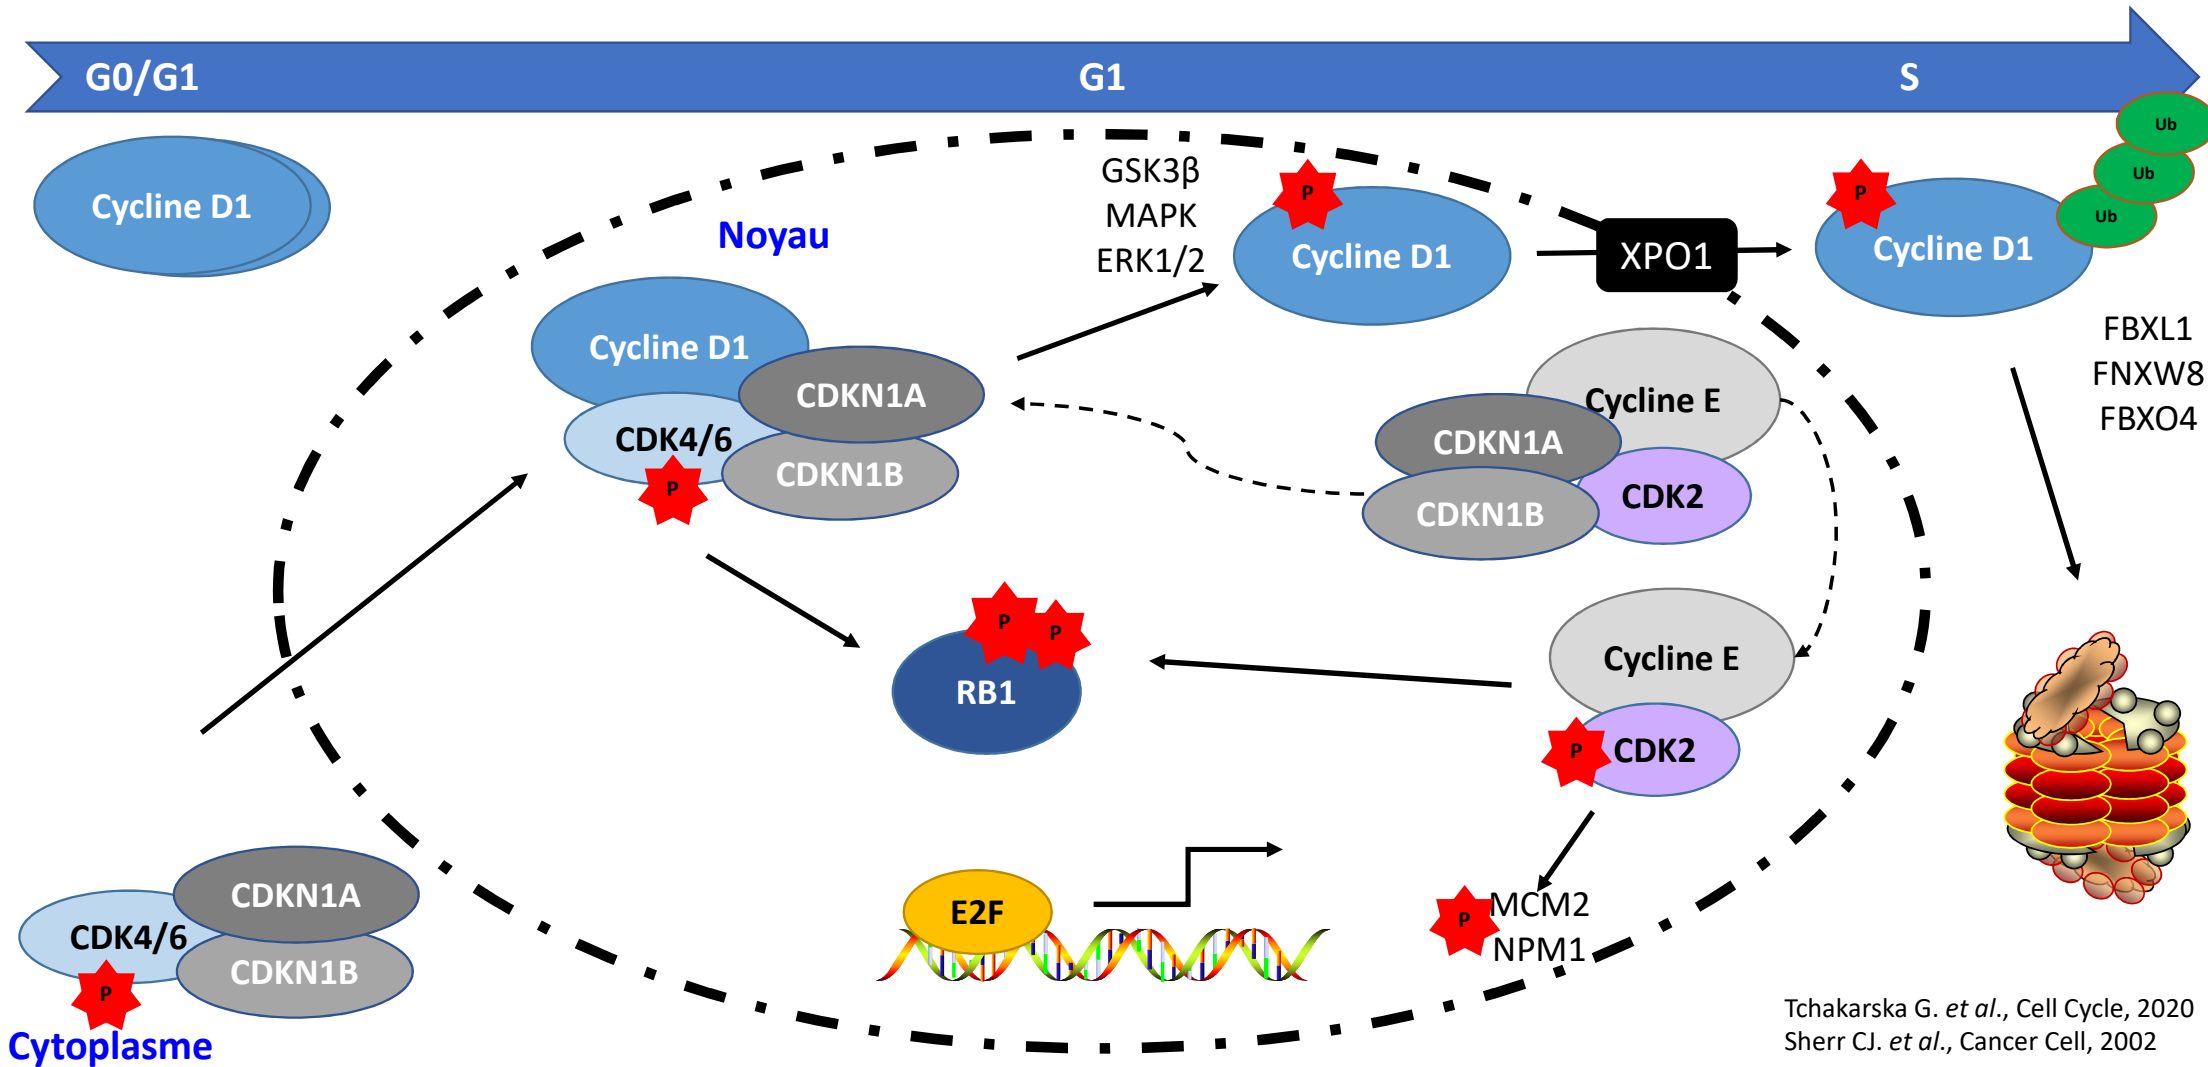 G0/G1
G1
S
Ub
Ub
Ub
Cycline D1
Noyau
GSK3β
MAPK
ERK1/2
P
Cycline D1
XPO1
P
Cycline D1
FBXL1
FNXW8
FBXO4
Cycline D1
CDKN1A
CDK4/6
CDKN1B
P
Cycline E
CDKN1A
CDK2
CDKN1B
P
P
RB1
Cycline E
P
CDK2
E2F
P
MCM2
NPM1
CDKN1A
CDK4/6
CDKN1B
P
Cytoplasme
Tchakarska G. et al., Cell Cycle, 2020
Sherr CJ. et al., Cancer Cell, 2002